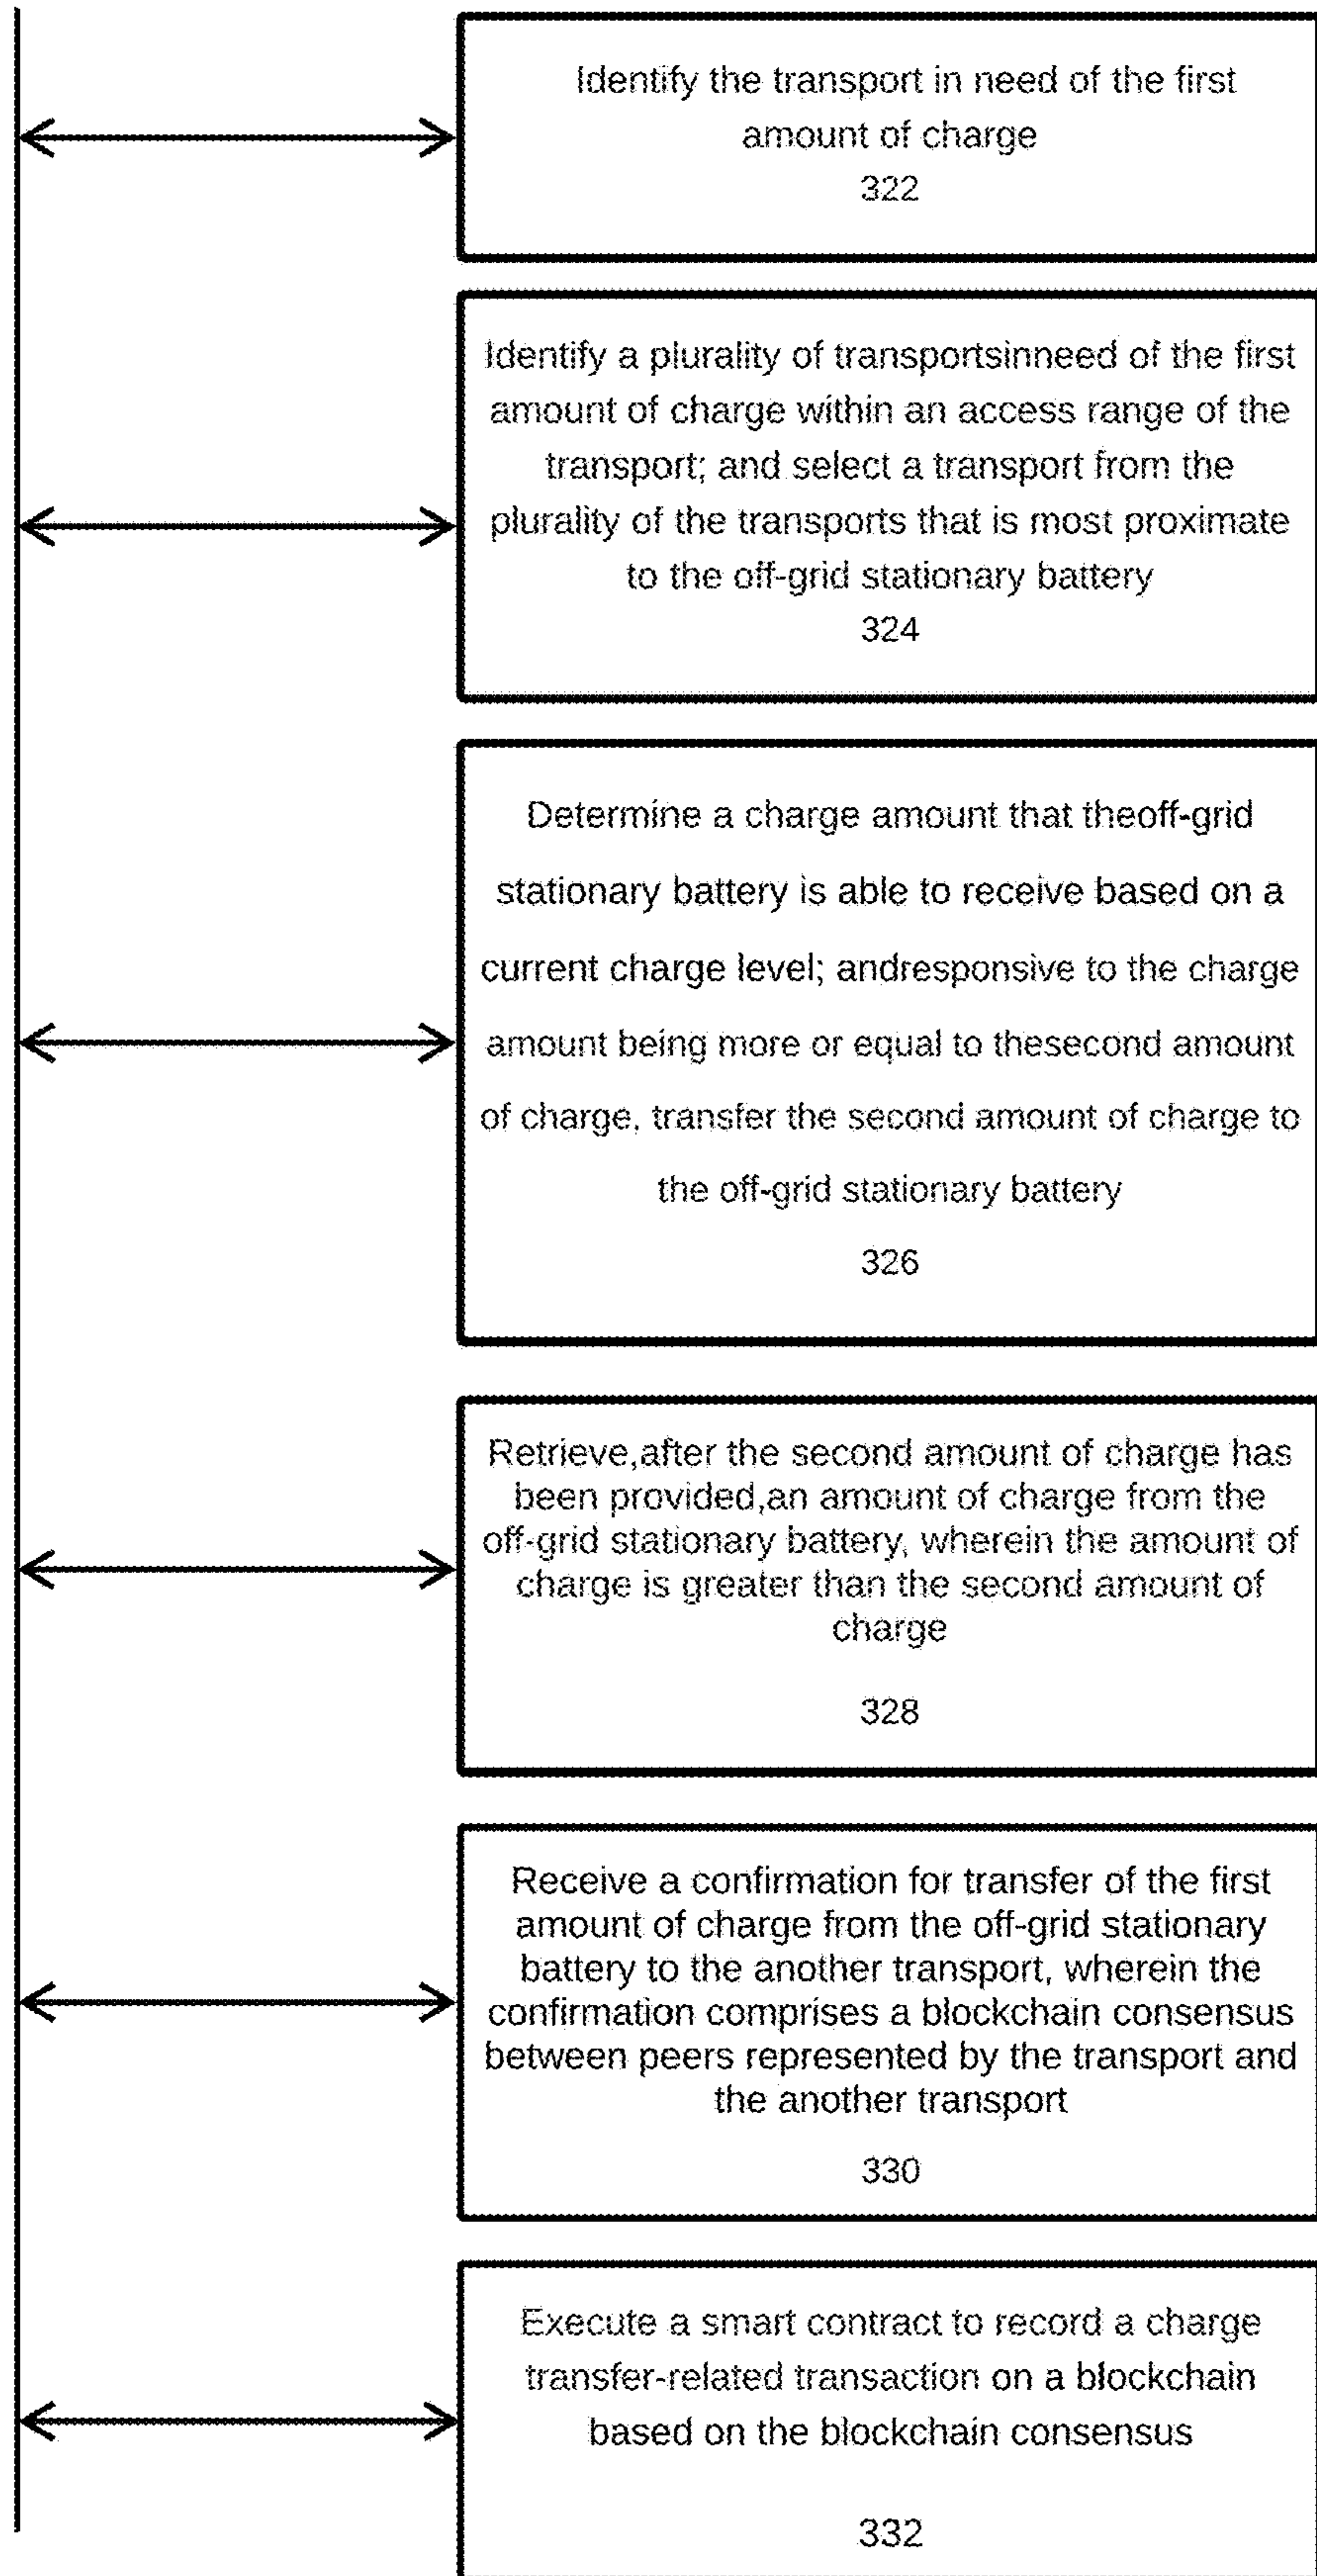 Identify the transport in need of the first
amount of charge
322
Identify a plurality of transportsinneed of the first
amount of charge within an access range of the
transport; and select a transport from the
plurality of the transports that is most proximate
to the off-grid stationary battery
324
Determine a charge amount that theoff-grid
stationary battery is able to receive based on a
current charge level; andresponsive to the charge
amount being more or equal to thesecond amount
of charge, transfer the second amount of charge to
the off-grid stationary battery
326
Retrieve,after the second amount of charge has
been provided,an amount of charge from the
off-grid stationary battery, wherein the amount of
charge is greater than the second amount of
charge
328
Receive a confirmation for transfer of the first
amount of charge from the off-grid stationary
battery to the another transport, wherein the
confirmation comprises a blockchain consensus
between peers represented by the transport and
the another transport
330
Execute a smart contract to record a charge
transfer-related transaction on a blockchain
based on the blockchain consensus
332